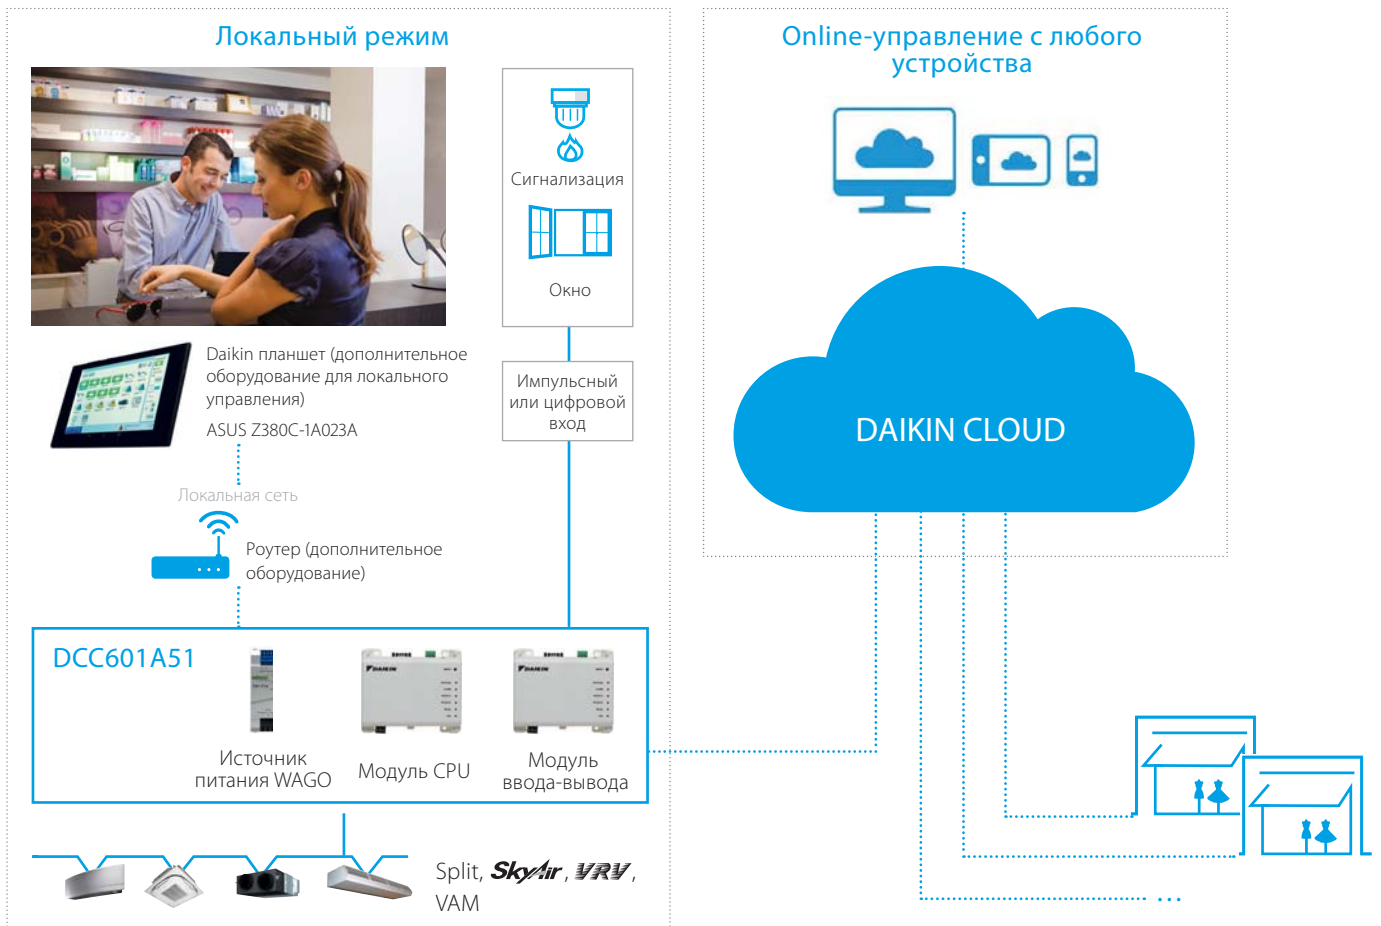 Локальный режим
Сигнализация
Окно
Daikin планшет (дополнительное
оборудование для локального
управления)
ASUS Z380C-1A023A
Импульсный
или цифровой
вход
Локальная сеть
Роутер (дополнительное
оборудование)
DCC601A51
DAIKIN
DAIKIN
Источник
питания WAGO
Модуль CPU
Модуль
ввода-вывода
Split, SkyAir, VRV,
VAM
Online-управление с любого
устройства
DAIKIN CLOUD
...